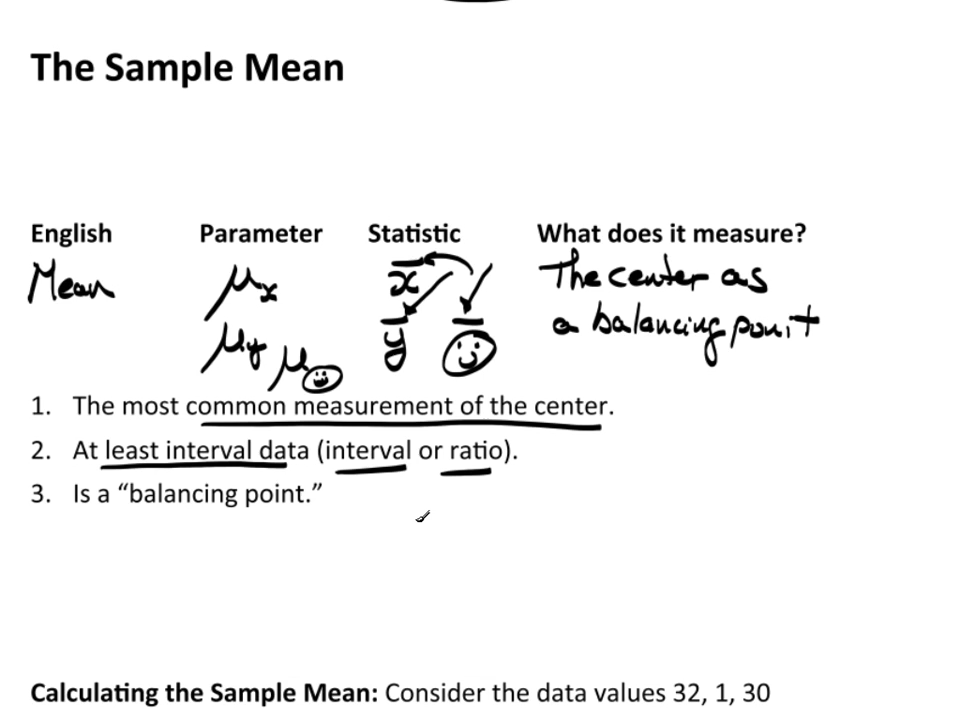 The Sample Mean
English Parameter Statistic What does it measure?
Mean μx x̄ The center as
μy μ ȳ a balancing point
1. The most common measurement of the center.
2. At least interval data (interval or ratio).
3. Is a “balancing point.”
Calculating the Sample Mean: Consider the data values 32, 1, 30